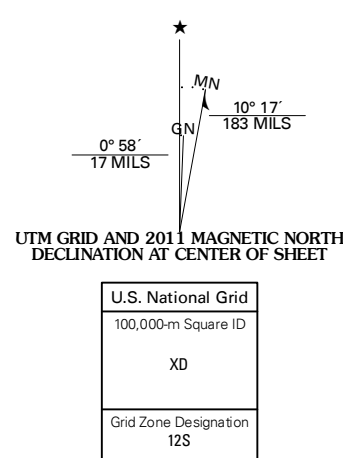 MN
10° 17´
183 MILS
GN
0° 58´
17 MILS
UTM GRID AND 2011 MAGNETIC NORTH
DECLINATION AT CENTER OF SHEET
U.S. National Grid
100,000-m Square ID
XD
Grid Zone Designation
12S